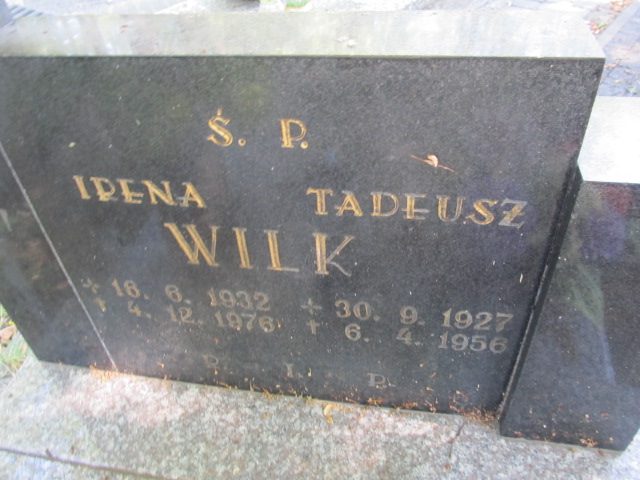 Ś. P.
IRENA TADEUSZ
WILK
* 16. 6. 1932 * 30. 9. 1927
† 4. 12. 1976 † 6. 4. 1956
R. I. P.